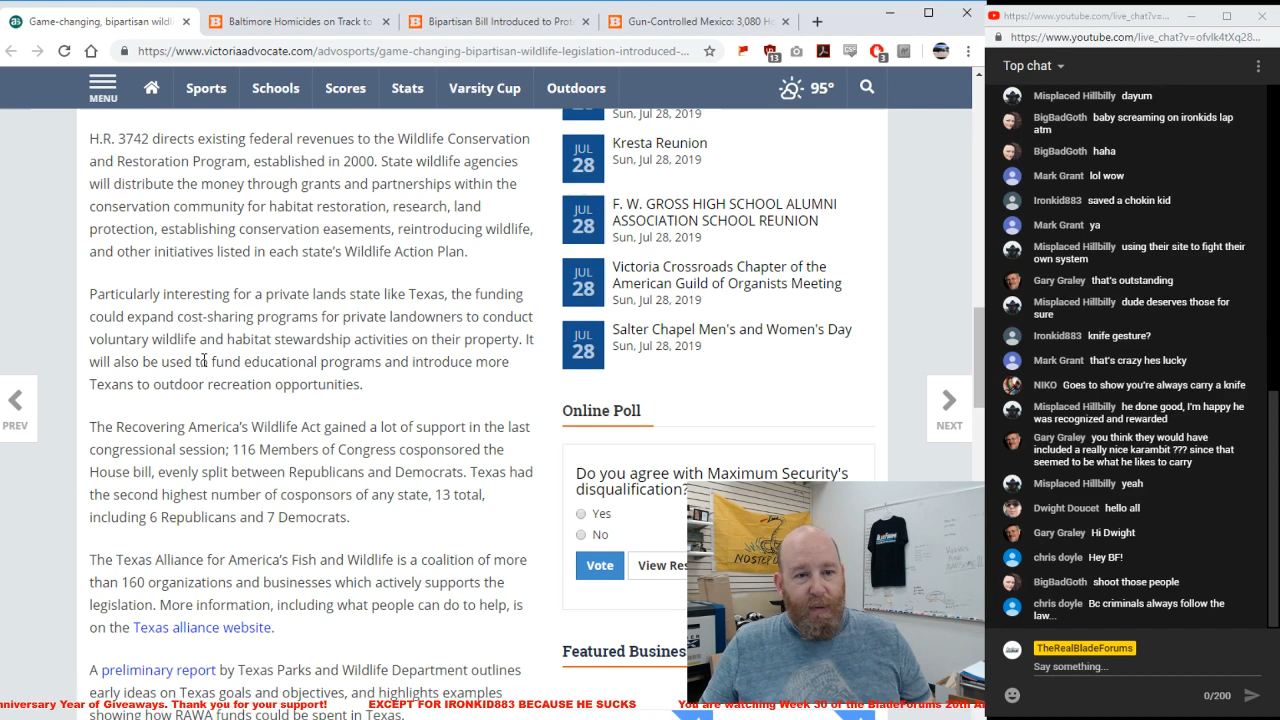 Game-changing, bipartisan wildl
Baltimore Homicides on Track to
Bipartisan Bill Introduced to Prote
Gun-Controlled Mexico: 3,080 Ho
https://www.youtube.com/live_chat?v=...
https://www.victoriaadvocate.com/advosports/game-changing-bipartisan-wildlife-legislation-introduced-...
13
3
https://www.youtube.com/live_chat?v=ofvIk4tXq28...
MENU
Sports
Schools
Scores
Stats
Varsity Cup
Outdoors
95°
H.R. 3742 directs existing federal revenues to the Wildlife Conservation
and Restoration Program, established in 2000. State wildlife agencies
will distribute the money through grants and partnerships within the
conservation community for habitat restoration, research, land
protection, establishing conservation easements, reintroducing wildlife,
and other initiatives listed in each state's Wildlife Action Plan.
Particularly interesting for a private lands state like Texas, the funding
could expand cost-sharing programs for private landowners to conduct
voluntary wildlife and habitat stewardship activities on their property. It
will also be used to fund educational programs and introduce more
Texans to outdoor recreation opportunities.
The Recovering America's Wildlife Act gained a lot of support in the last
congressional session; 116 Members of Congress cosponsored the
House bill, evenly split between Republicans and Democrats. Texas had
the second highest number of cosponsors of any state, 13 total,
including 6 Republicans and 7 Democrats.
The Texas Alliance for America's Fish and Wildlife is a coalition of more
than 160 organizations and businesses which actively supports the
legislation. More information, including what people can do to help, is
on the Texas alliance website.
A preliminary report by Texas Parks and Wildlife Department outlines
early ideas on Texas goals and objectives, and highlights examples
showing how RAWA funds could be spent in Texas.
PREV
NEXT
28
Sun, Jul 28, 2019
JUL
28
Kresta Reunion
Sun, Jul 28, 2019
JUL
28
F. W. GROSS HIGH SCHOOL ALUMNI
ASSOCIATION SCHOOL REUNION
Sun, Jul 28, 2019
JUL
28
Victoria Crossroads Chapter of the
American Guild of Organists Meeting
Sun, Jul 28, 2019
JUL
28
Salter Chapel Men's and Women's Day
Sun, Jul 28, 2019
Online Poll
Do you agree with Maximum Security's
disqualification?
Yes
No
Vote
View Res
Featured Busines
NO STEP
Top chat
Misplaced Hillbilly dayum
BigBadGoth baby screaming on ironkids lap
atm
BigBadGoth haha
Mark Grant lol wow
Ironkid883 saved a chokin kid
Mark Grant ya
Misplaced Hillbilly using their site to fight their
own system
Gary Graley that's outstanding
Misplaced Hillbilly dude deserves those for
sure
Ironkid883 knife gesture?
Mark Grant that's crazy hes lucky
NIKO Goes to show you're always carry a knife
Misplaced Hillbilly he done good, I'm happy he
was recognized and rewarded
Gary Graley you think they would have
included a really nice karambit ??? since that
seemed to be what he likes to carry
Misplaced Hillbilly yeah
Dwight Doucet hello all
Gary Graley Hi Dwight
chris doyle Hey BF!
BigBadGoth shoot those people
chris doyle Bc criminals always follow the
law...
TheRealBladeForums
Say something...
0/200
nniversary Year of Giveaways. Thank you for your support! EXCEPT FOR IRONKID883 BECAUSE HE SUCKS You are watching Week 30 of the BladeForums 20th A